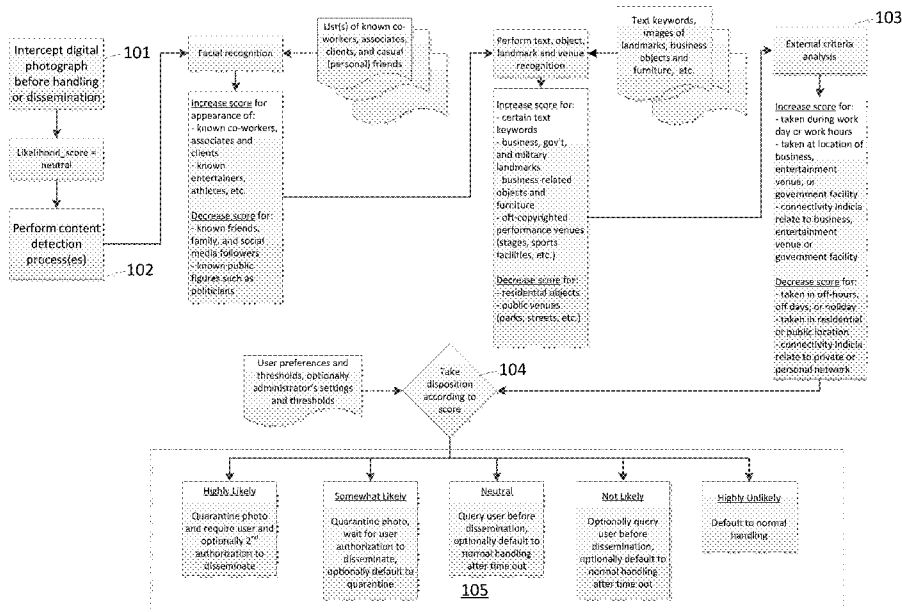 101
Intercept digital
photograph
before handling
or dissemination
Likelihood_score =
neutral
Perform content
detection
process(es)
102
Facial recognition
List(s) of known co-
workers, associates,
clients, and casual
(personal) friends
Increase score for
appearance of:
- known co-workers,
associates and
clients
- known
entertainers,
athletes, etc.
Decrease score for:
- known friends,
family, and social
media followers
- known public
figures such as
politicians
Perform text, object,
landmark and venue
recognition
Text keywords,
images of
landmarks, business
objects and
furniture, etc.
Increase score for:
- certain text
keywords
- business, gov't,
and military
landmarks
- business-related
objects and
furniture
- oft-copyrighted
performance venues
(stages, sports
facilities, etc.)
Decrease score for:
- residential objects
- public venues
(parks, streets, etc.)
103
External criteria
analysis
Increase score for:
- taken during work
day or work hours
- taken at location of
business,
entertainment
venue, or
government facility
- connectivity indicia
relate to business,
entertainment
venue or
government facility
Decrease score for:
- taken in off-hours,
off days, or holiday
- taken in residential
or public location
- connectivity indicia
relate to private or
personal network
User preferences
and thresholds, optionally
administrator's settings
and thresholds
104
Take
disposition
according to
score
Highly Likely
Quarantine photo
and require user and
optionally 2nd
authorization to
disseminate
Somewhat Likely
Quarantine photo,
wait for user
authorization to
disseminate,
optionally default to
quarantine
Neutral
Query user before
dissemination,
optionally default to
normal handling
after time out
Not Likely
Optionally query
user before
dissemination,
optionally default to
normal handling
after time out
Highly Unlikely
Default to normal
handling
105